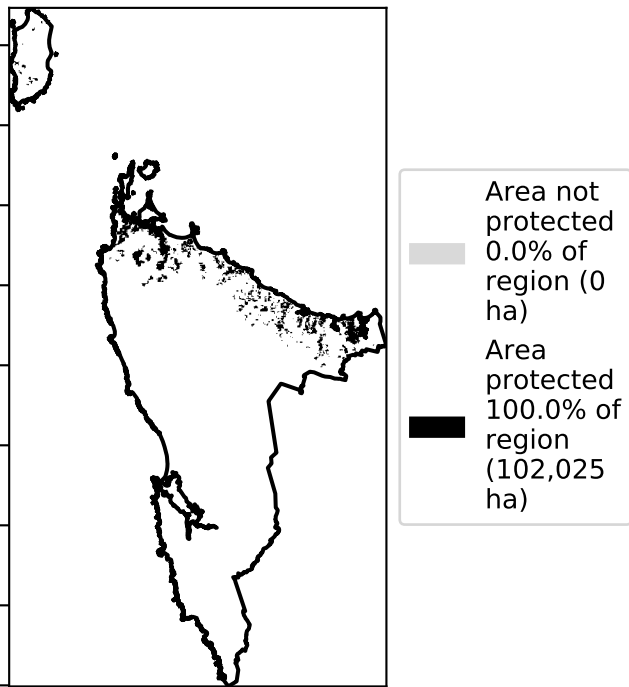 Area not
protected
0.0% of
region (0
ha)
Area
protected
100.0% of
region
(102,025
ha)